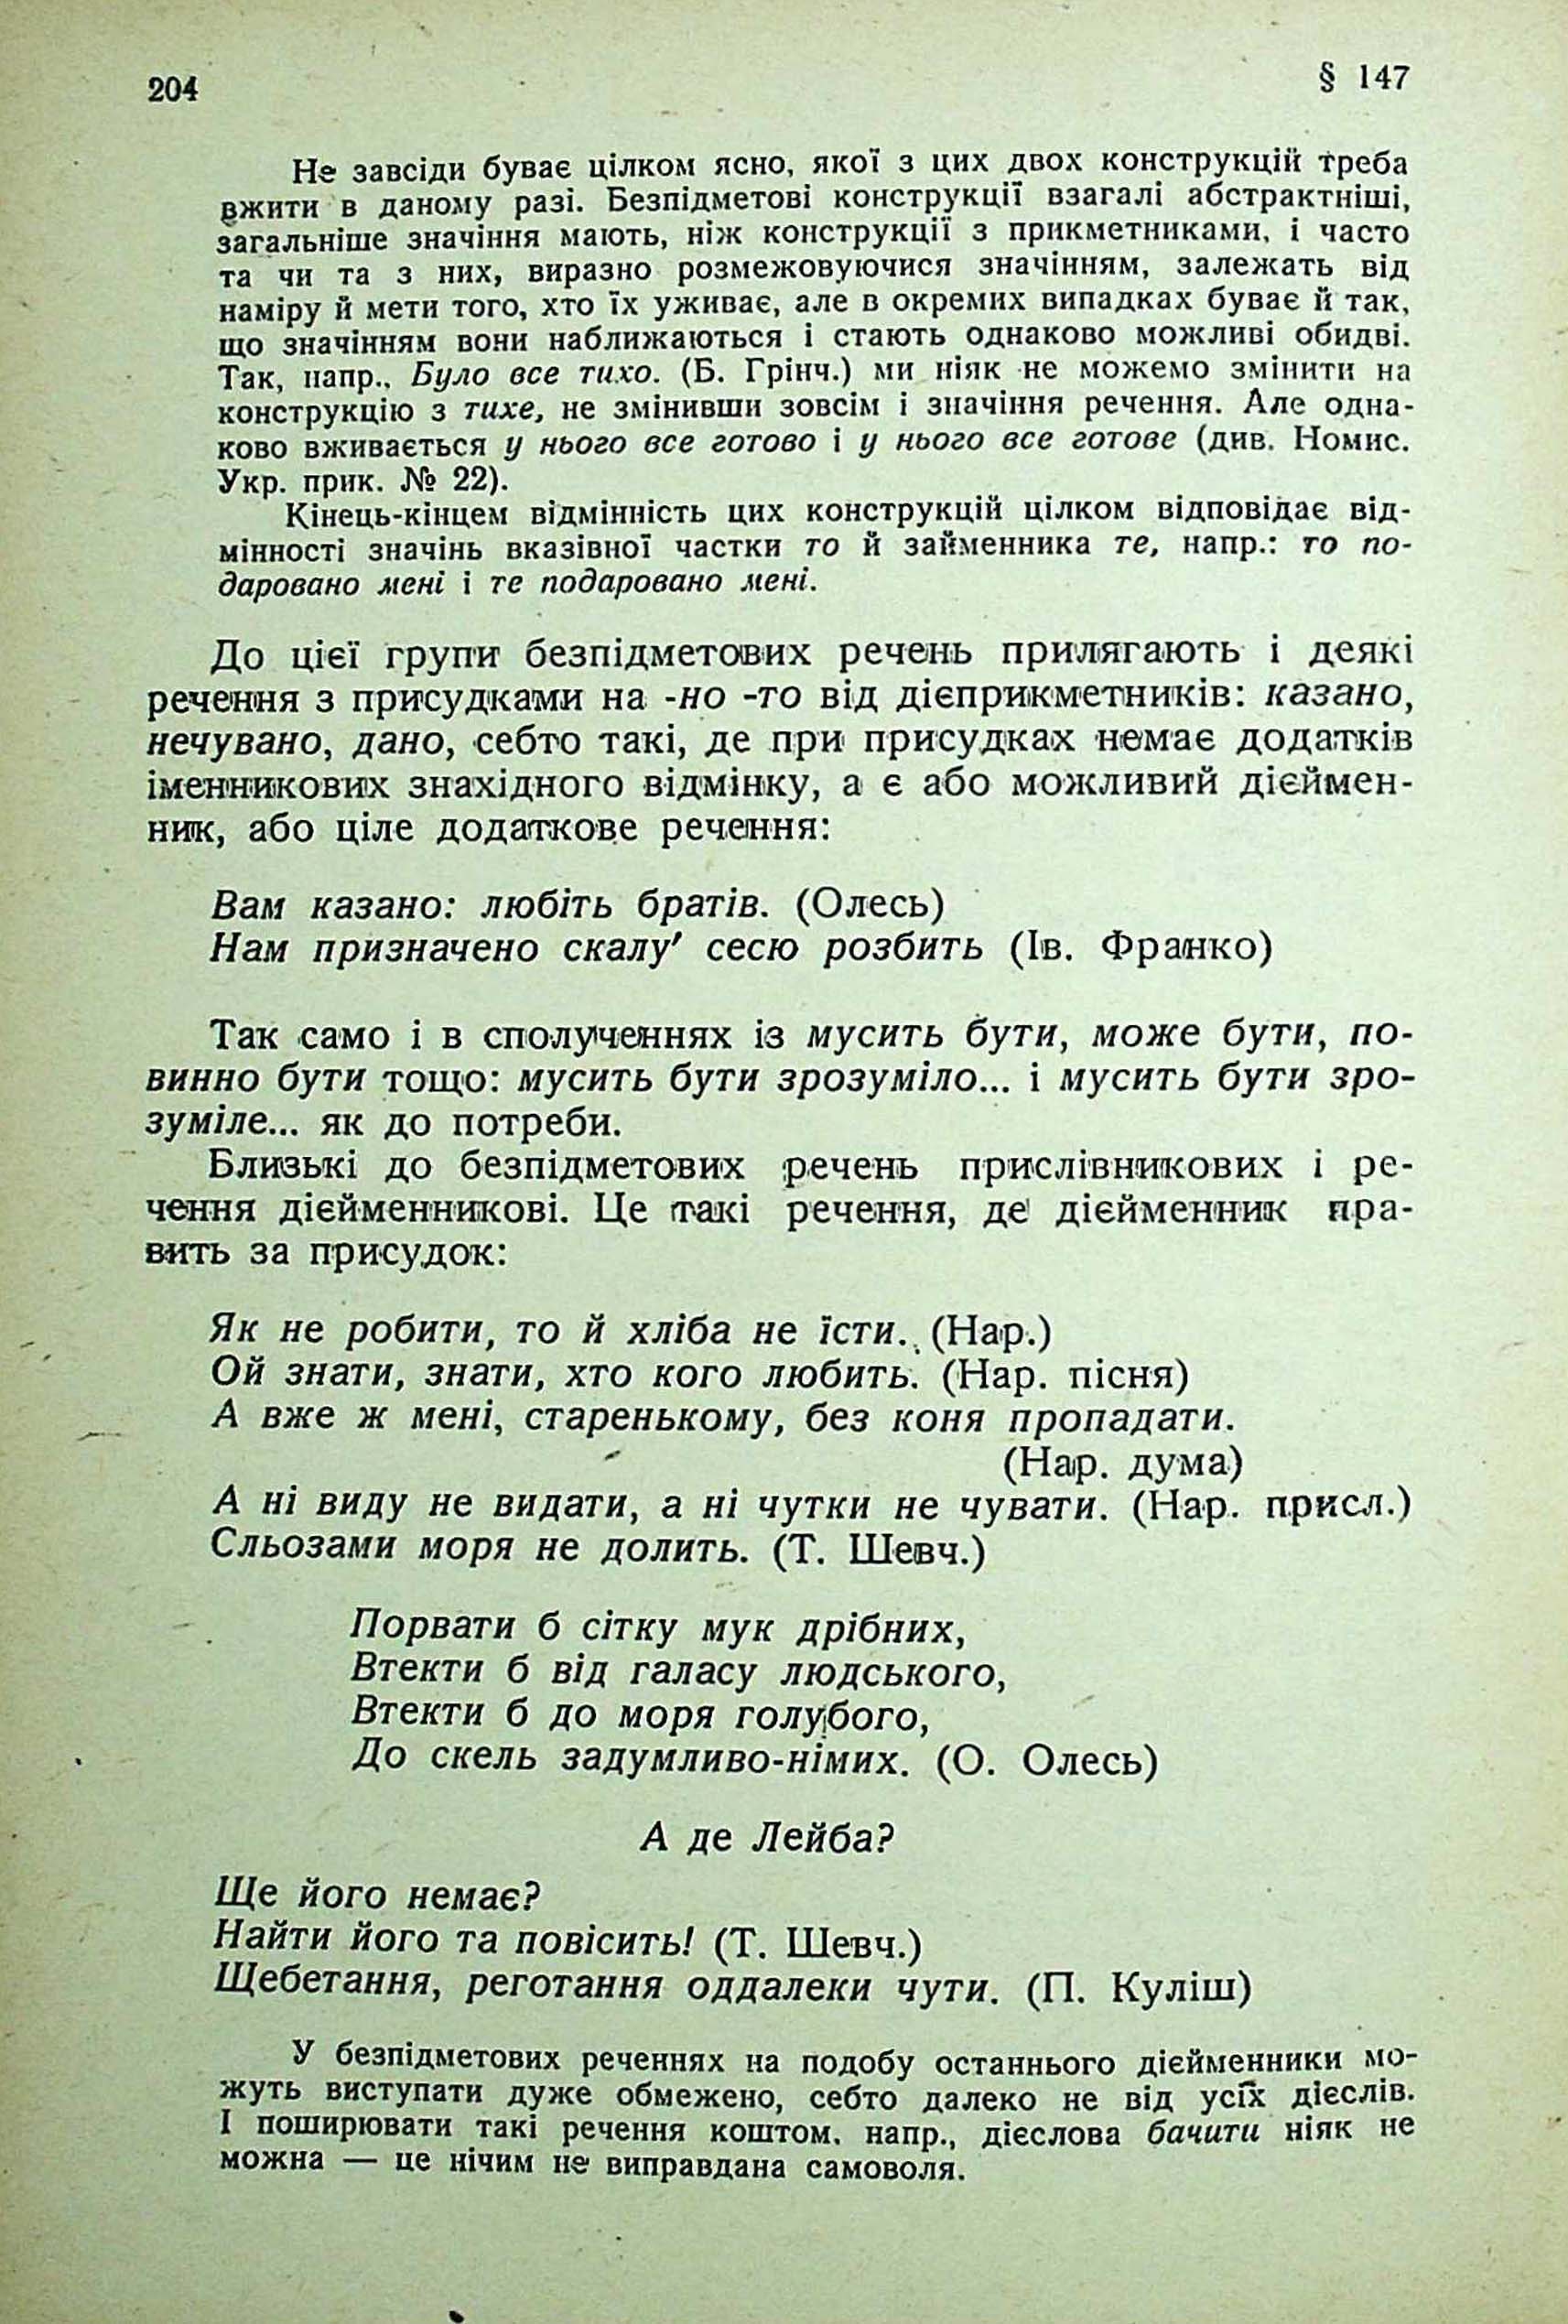 204
§ 147
Не завсіди буває цілком ясно, якої з цих двох конструкцій треба
вжити в даному разі. Безпідметові конструкції взагалі абстрактніші,
загальніше значіння мають, ніж конструкції з прикметниками, і часто
та чи та з них, виразно розмежовуючися значінням, залежать від
наміру й мети того, хто їх уживає, але в окремих випадках буває й так,
що значінням вони наближаються і стають однаково можливі обидві.
Так, напр., Було все тихо. (Б. Грінч.) ми ніяк не можемо змінити на
конструкцію з тихе, не змінивши зовсім і значіння речення. Але одна-
ково вживається у нього все готово і у нього все готове (див. Номис.
Укр. прик. № 22).
Кінець-кінцем відмінність цих конструкцій цілком відповідає від-
мінності значінь вказівної частки то й займенника те, напр.: то по-
даровано мені і те подаровано мені.
До цієї групи безпідметових речень прилягають і деякі
речення з присудками на -но -то від дієприкметників: казано,
нечувано, дано, себто такі, де при присудках немає додатків
іменникових знахідного відмінку, а є або можливий дієймен-
ник, або ціле додаткове речення:
Вам казано: любіть братів. (Олесь)
Нам призначено скалу' сесю розбить (Ів. Франко)
Так само і в сполученнях із мусить бути, може бути, по-
винно бути тощо: мусить бути зрозуміло... і мусить бути зро-
зуміле... як до потреби.
Близькі до безпідметових речень прислівникових і ре-
чення дієйменникові. Це такі речення, де дієйменник пра-
вить за присудок:
Як не робити, то й хліба не їсти. (Нар.)
Ой знати, знати, хто кого любить. (Нар. пісня)
А вже ж мені, старенькому, без коня пропадати.
(Нар. дума)
А ні виду не видати, а ні чутки не чувати. (Нар. присл.)
Сльозами моря не долить. (Т. Шевч.)
Порвати б сітку мук дрібних,
Втекти б від галасу людського,
Втекти б до моря голубого,
До скель задумливо-німих. (О. Олесь)
А де Лейба?
Ще його немає?
Найти його та повісить! (Т. Шевч.)
Щебетання, реготання оддалеки чути. (П. Куліш)
У безпідметових реченнях на подобу останнього дієйменники мо-
жуть виступати дуже обмежено, себто далеко не від усіх дієслів.
І поширювати такі речення коштом, напр., дієслова бачити ніяк не
можна — це нічим не виправдана самоволя.